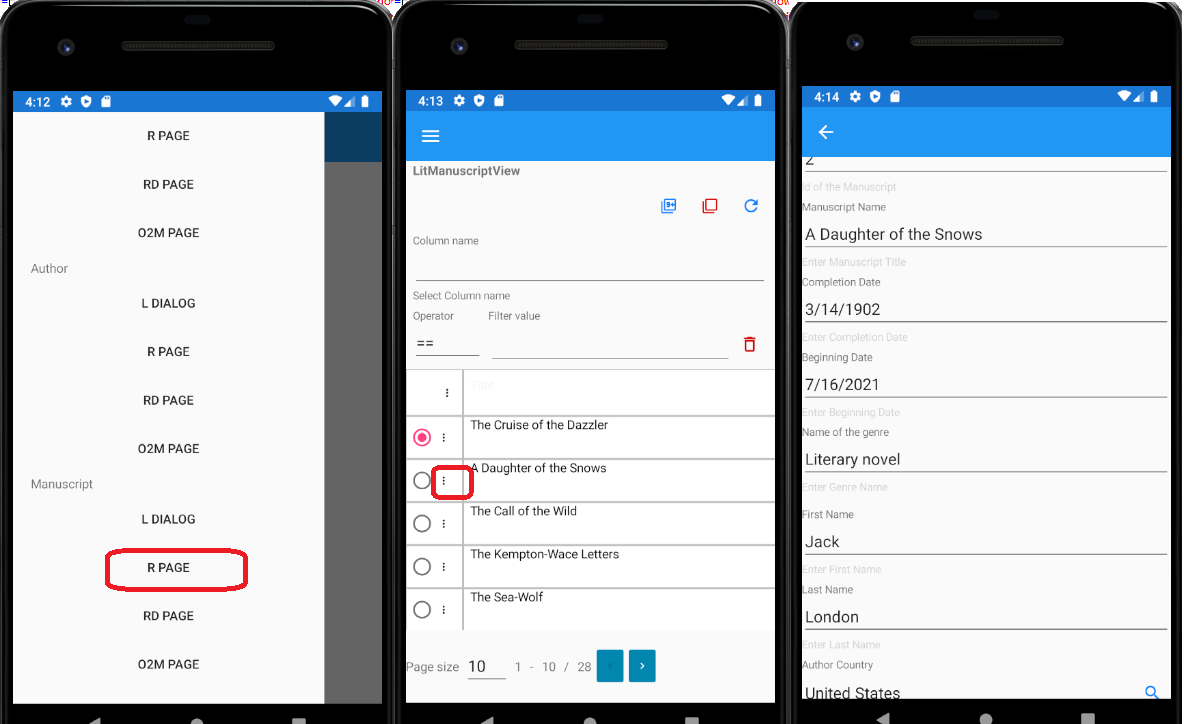 4:12
R PAGE
RD PAGE
O2M PAGE
Author
L DIALOG
R PAGE
RD PAGE
O2M PAGE
Manuscript
L DIALOG
R PAGE
RD PAGE
O2M PAGE
4:13
LitManuscriptView
9+
Column name
Select Column name
Operator Filter value
==
Title
The Cruise of the Dazzler
A Daughter of the Snows
The Call of the Wild
The Kempton-Wace Letters
The Sea-Wolf
Page size 10 1 - 10 / 28 < >
4:14
2
Id of the Manuscript
Manuscript Name
A Daughter of the Snows
Enter Manuscript Title
Completion Date
3/14/1902
Enter Completion Date
Beginning Date
7/16/2021
Enter Beginning Date
Name of the genre
Literary novel
Enter Genre Name
First Name
Jack
Enter First Name
Last Name
London
Enter Last Name
Author Country
United States